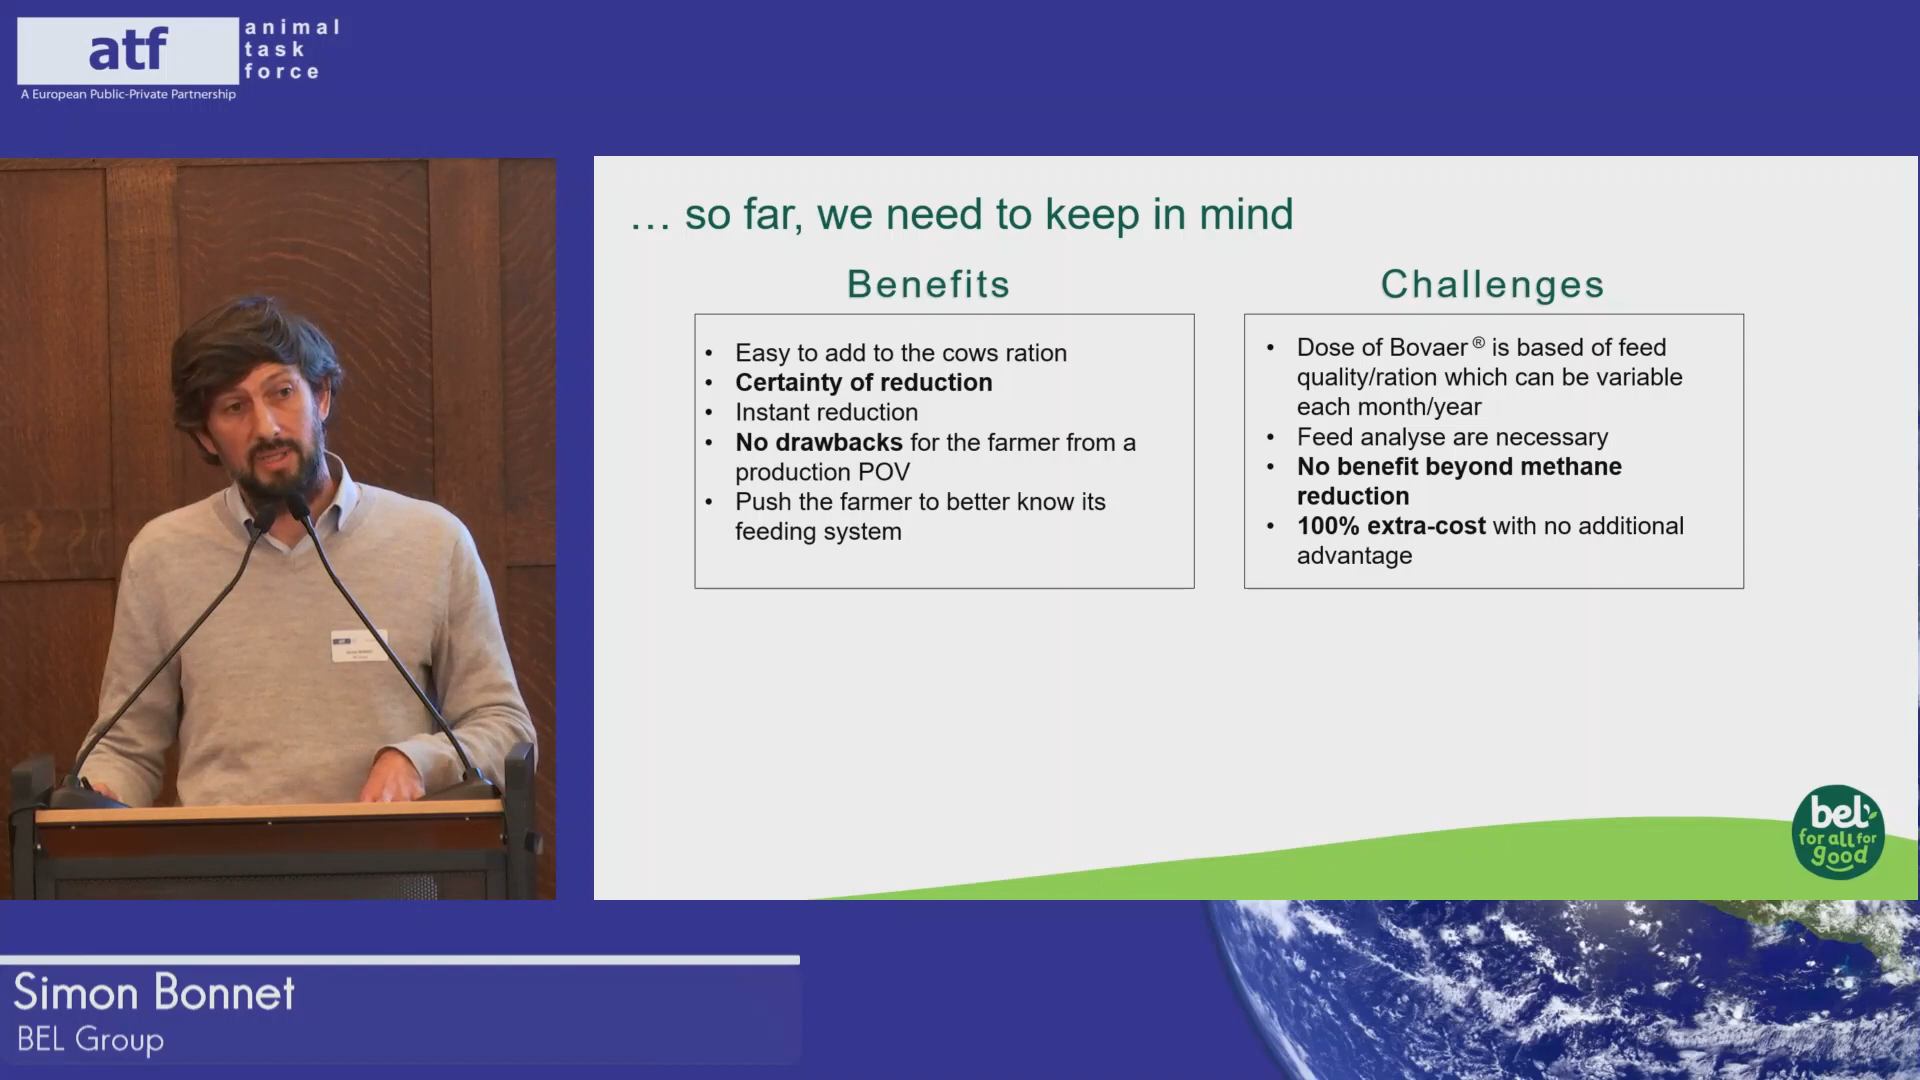 atf
animal
task
force
A European Public-Private Partnership
… so far, we need to keep in mind
Benefits
• Easy to add to the cows ration
• Certainty of reduction
• Instant reduction
• No drawbacks for the farmer from a
production POV
• Push the farmer to better know its
feeding system
Challenges
• Dose of Bovaer ® is based of feed
quality/ration which can be variable
each month/year
• Feed analyse are necessary
• No benefit beyond methane
reduction
• 100% extra-cost with no additional
advantage
bel
for all for
good
Simon Bonnet
BEL Group